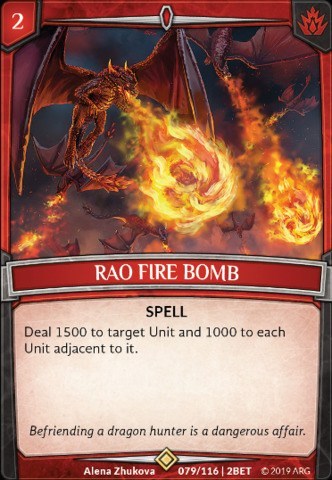 2
RAO FIRE BOMB
SPELL
Deal 1500 to target Unit and 1000 to each
Unit adjacent to it.
Befriending a dragon hunter is a dangerous affair.
Alena Zhukova 079/116 | 2BET © 2019 ARG